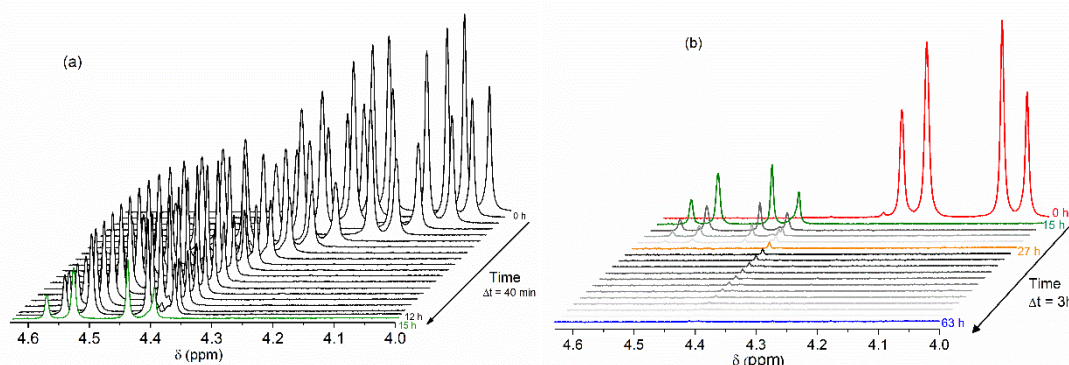 (a)
0 h
Time
Δt = 40 min
12 h
15 h
4.6 4.5 4.4 4.3 4.2 4.1 4.0
δ (ppm)
(b)
0 h
15 h
27 h
Time
Δt = 3h
63 h
4.6 4.5 4.4 4.3 4.2 4.1 4.0
δ (ppm)